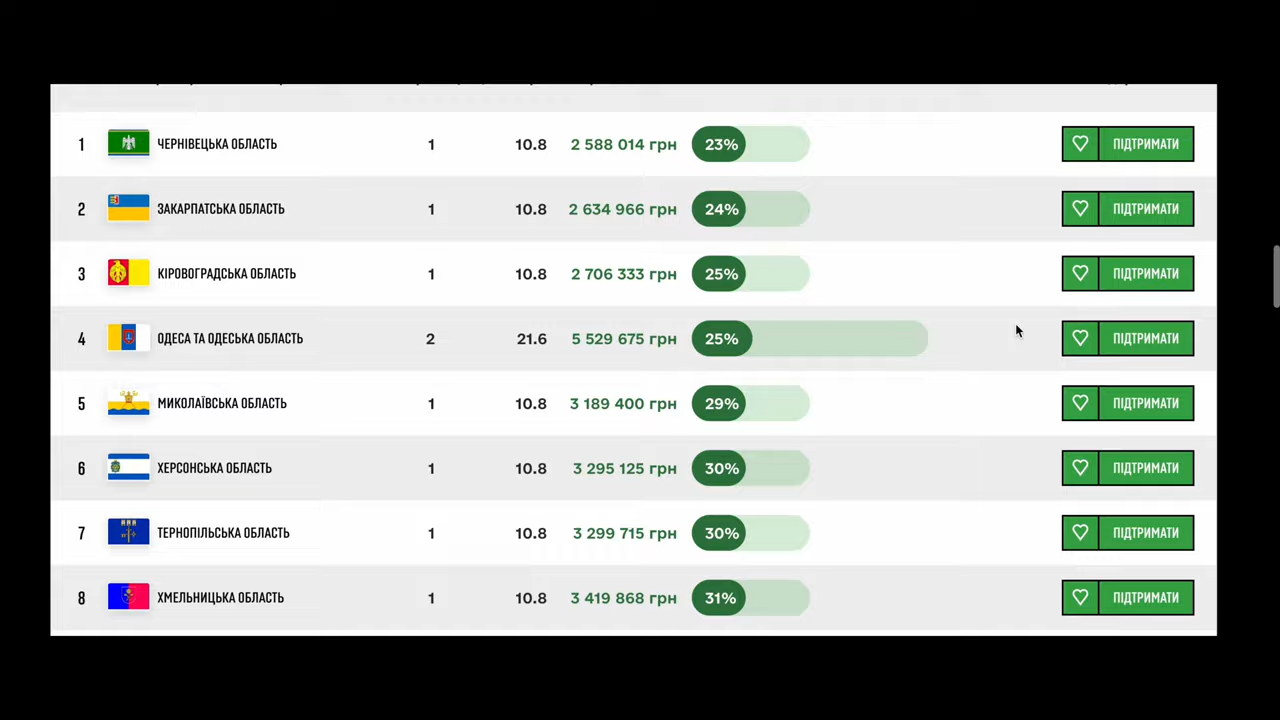 1 ЧЕРНІВЕЦЬКА ОБЛАСТЬ 1 10.8 2 588 014 грн 23% ПІДТРИМАТИ
2 ЗАКАРПАТСЬКА ОБЛАСТЬ 1 10.8 2 634 966 грн 24% ПІДТРИМАТИ
3 КІРОВОГРАДСЬКА ОБЛАСТЬ 1 10.8 2 706 333 грн 25% ПІДТРИМАТИ
4 ОДЕСА ТА ОДЕСЬКА ОБЛАСТЬ 2 21.6 5 529 675 грн 25% ПІДТРИМАТИ
5 МИКОЛАЇВСЬКА ОБЛАСТЬ 1 10.8 3 189 400 грн 29% ПІДТРИМАТИ
6 ХЕРСОНСЬКА ОБЛАСТЬ 1 10.8 3 295 125 грн 30% ПІДТРИМАТИ
7 ТЕРНОПІЛЬСЬКА ОБЛАСТЬ 1 10.8 3 299 715 грн 30% ПІДТРИМАТИ
8 ХМЕЛЬНИЦЬКА ОБЛАСТЬ 1 10.8 3 419 868 грн 31% ПІДТРИМАТИ